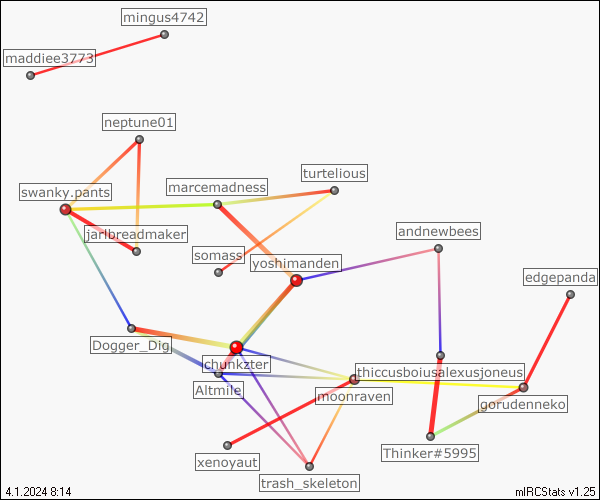 mingus4742
maddiee3773
neptune01
turtelious
marcemadness
swanky.pants
andnewbees
jarlbreadmaker
somass
yoshimanden
edgepanda
Dogger_Dig
chunkzter
thiccusboiusalexusjoneus
Altmile
moonraven
gorudenneko
Thinker#5995
xenoyaut
trash_skeleton
4.1.2024 8:14
mIRCStats v1.25